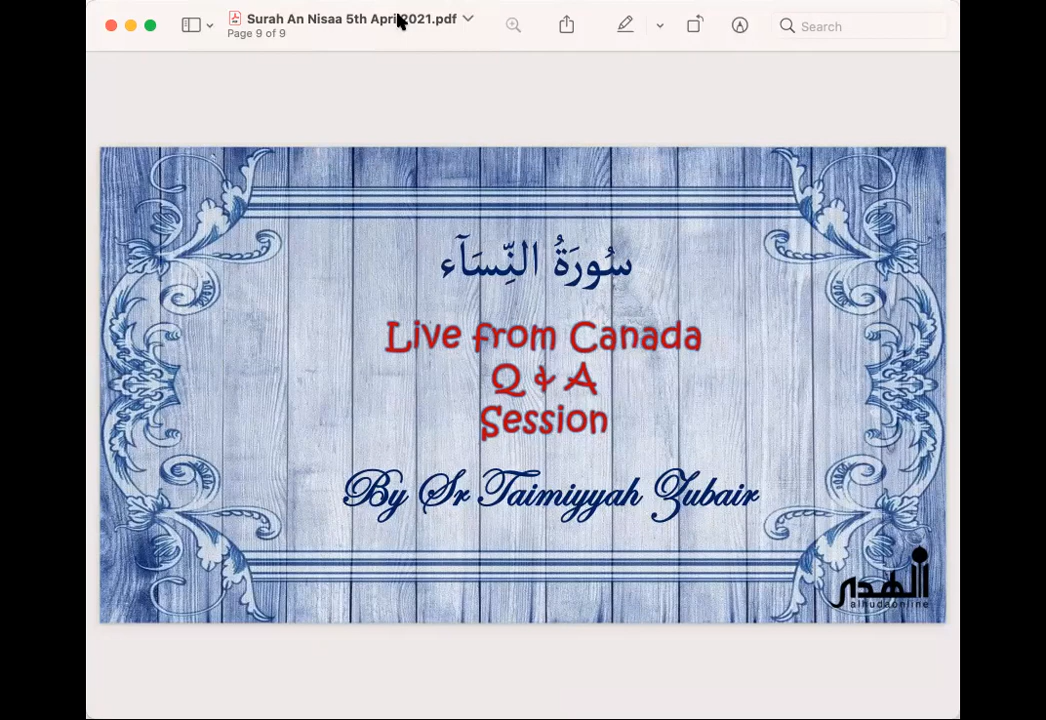 Surah An Nisaa 5th April 2021.pdf
Page 9 of 9
Search
سُورَةُ النِّسَآء
Live from Canada
Q & A
Session
By Sr Taimiyyah Zubair
الهدى
alhudaonline